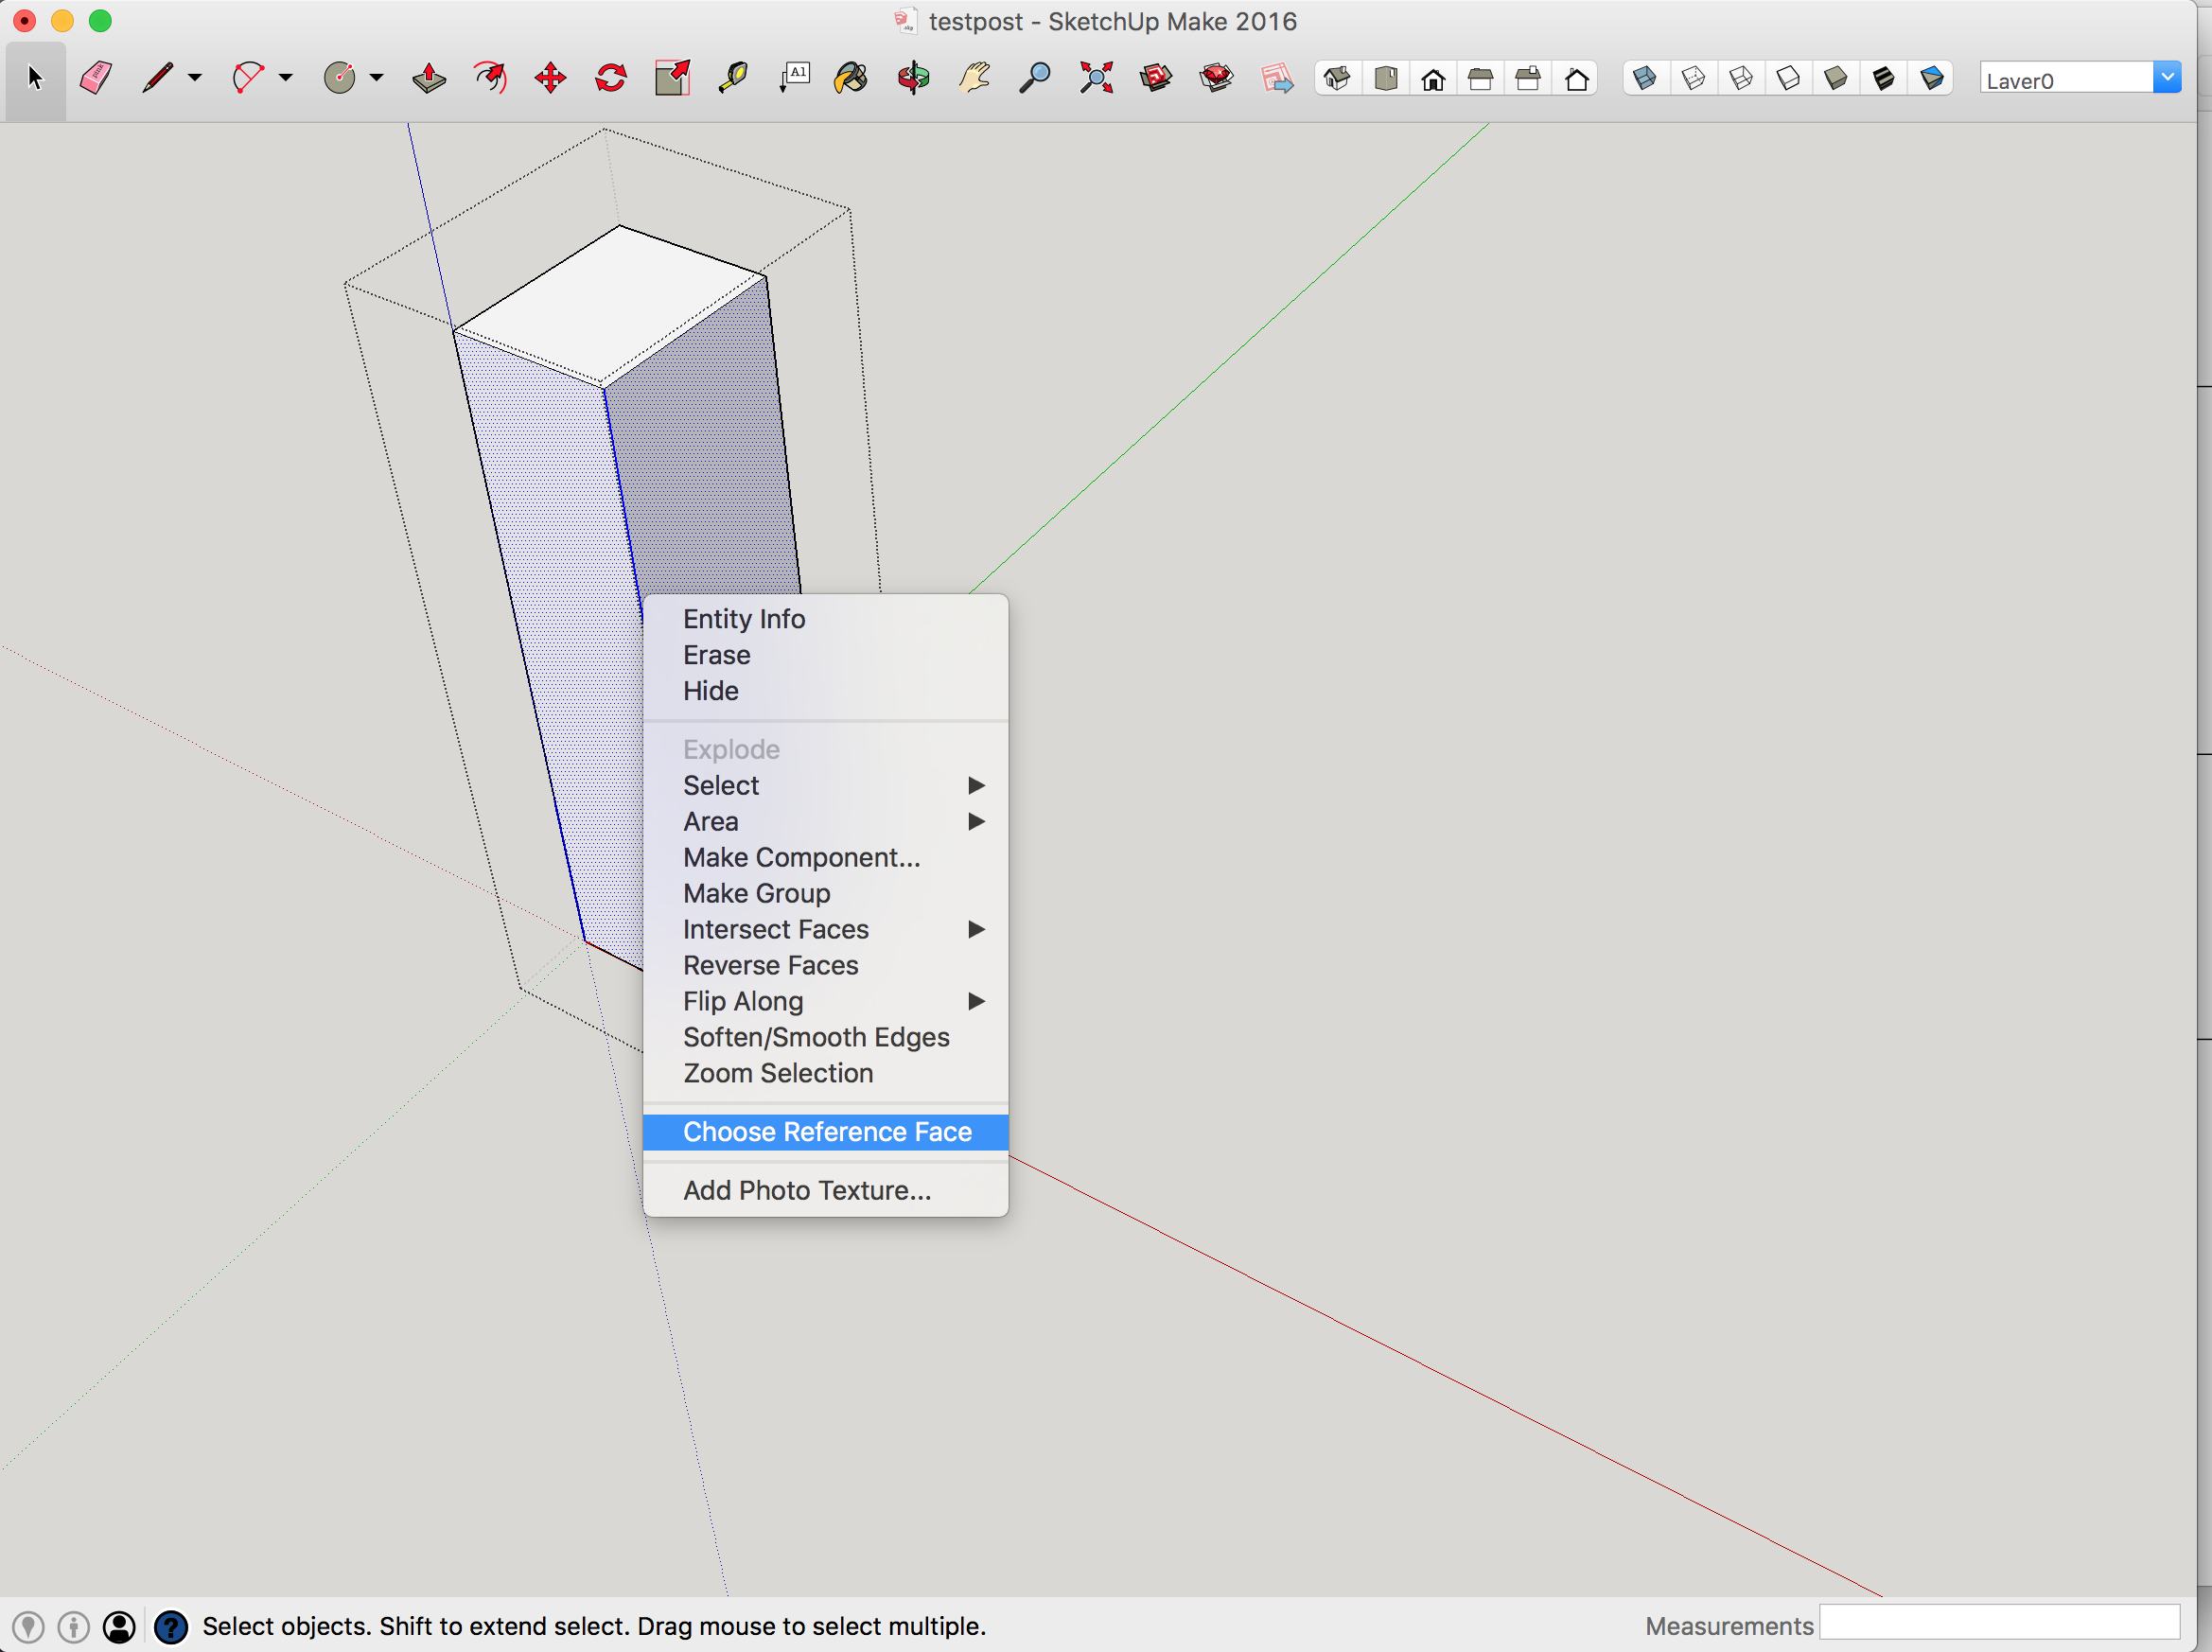 testpost - SketchUp Make 2016
A1
Layer0
Entity Info
Erase
Hide
Explode
Select
Area
Make Component...
Make Group
Intersect Faces
Reverse Faces
Flip Along
Soften/Smooth Edges
Zoom Selection
Choose Reference Face
Add Photo Texture...
? Select objects. Shift to extend select. Drag mouse to select multiple.
Measurements